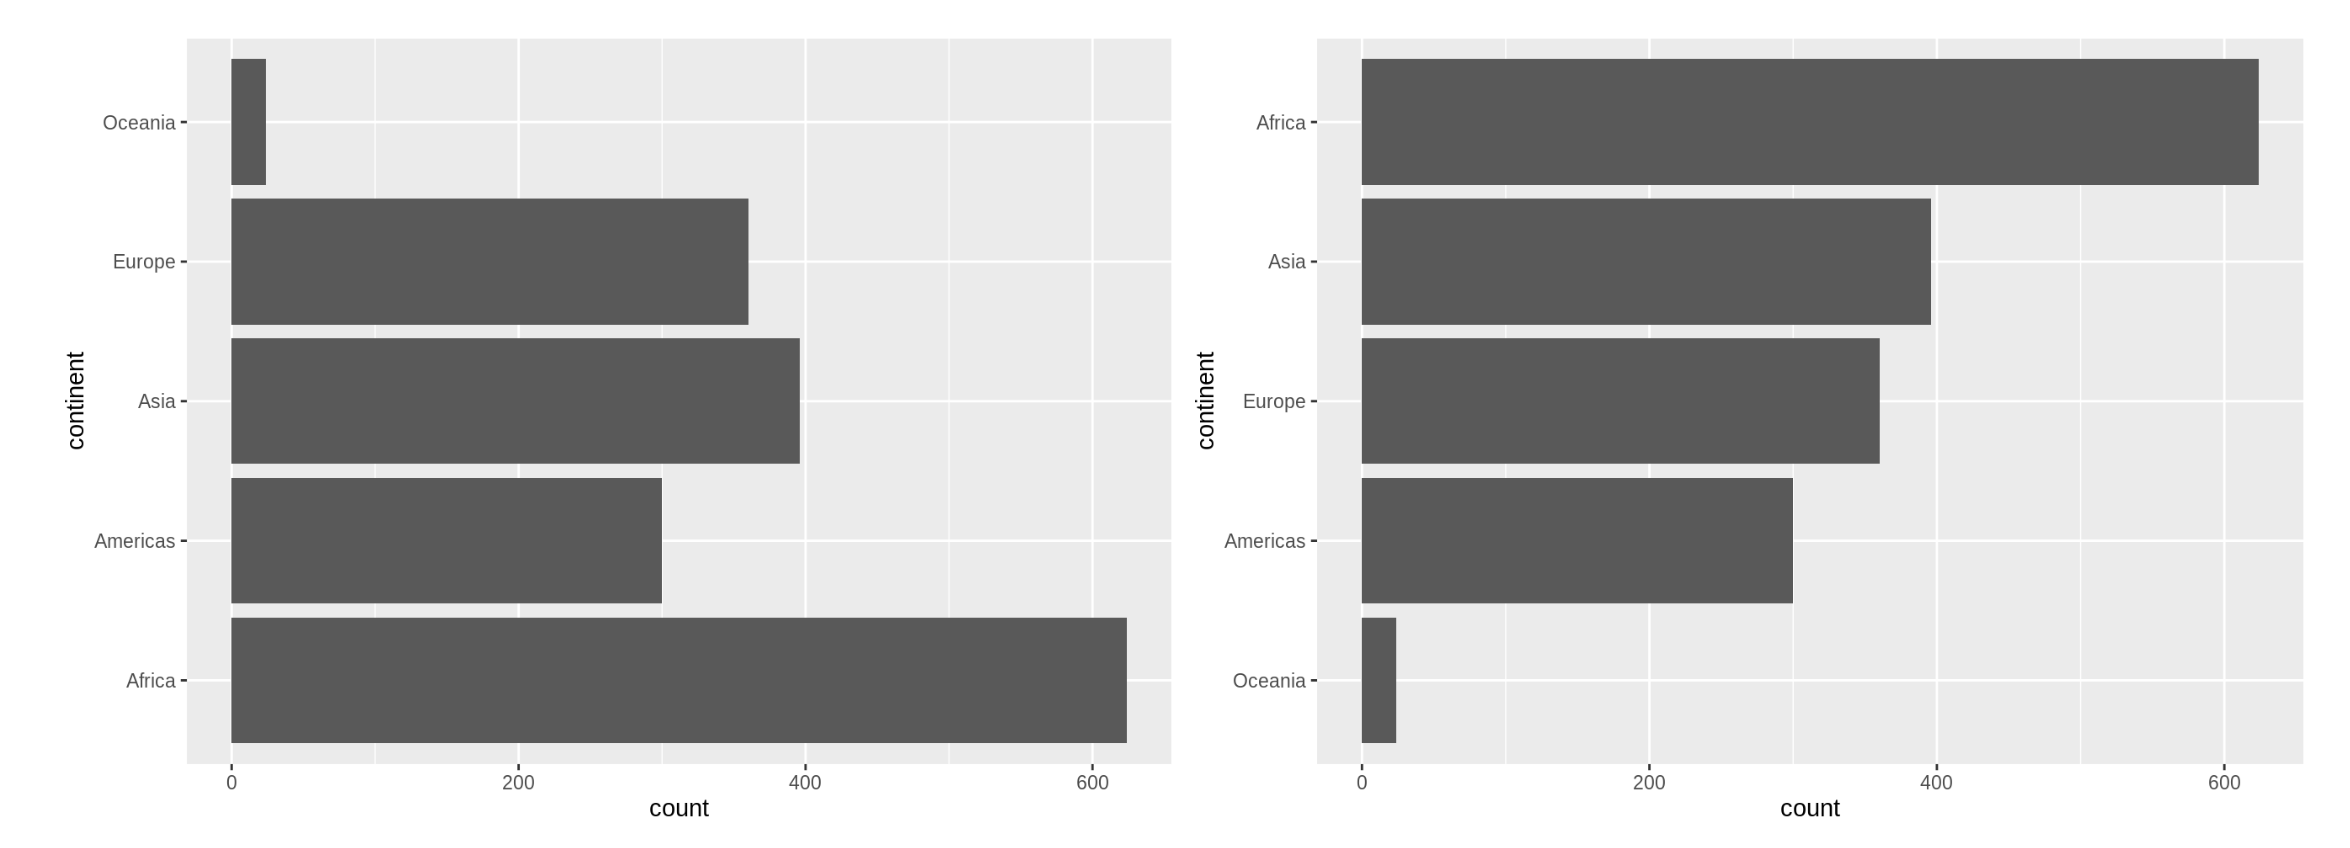 continent
Oceania
Europe
Asia
Americas
Africa
0 200 400 600
count
continent
Africa
Asia
Europe
Americas
Oceania
0 200 400 600
count